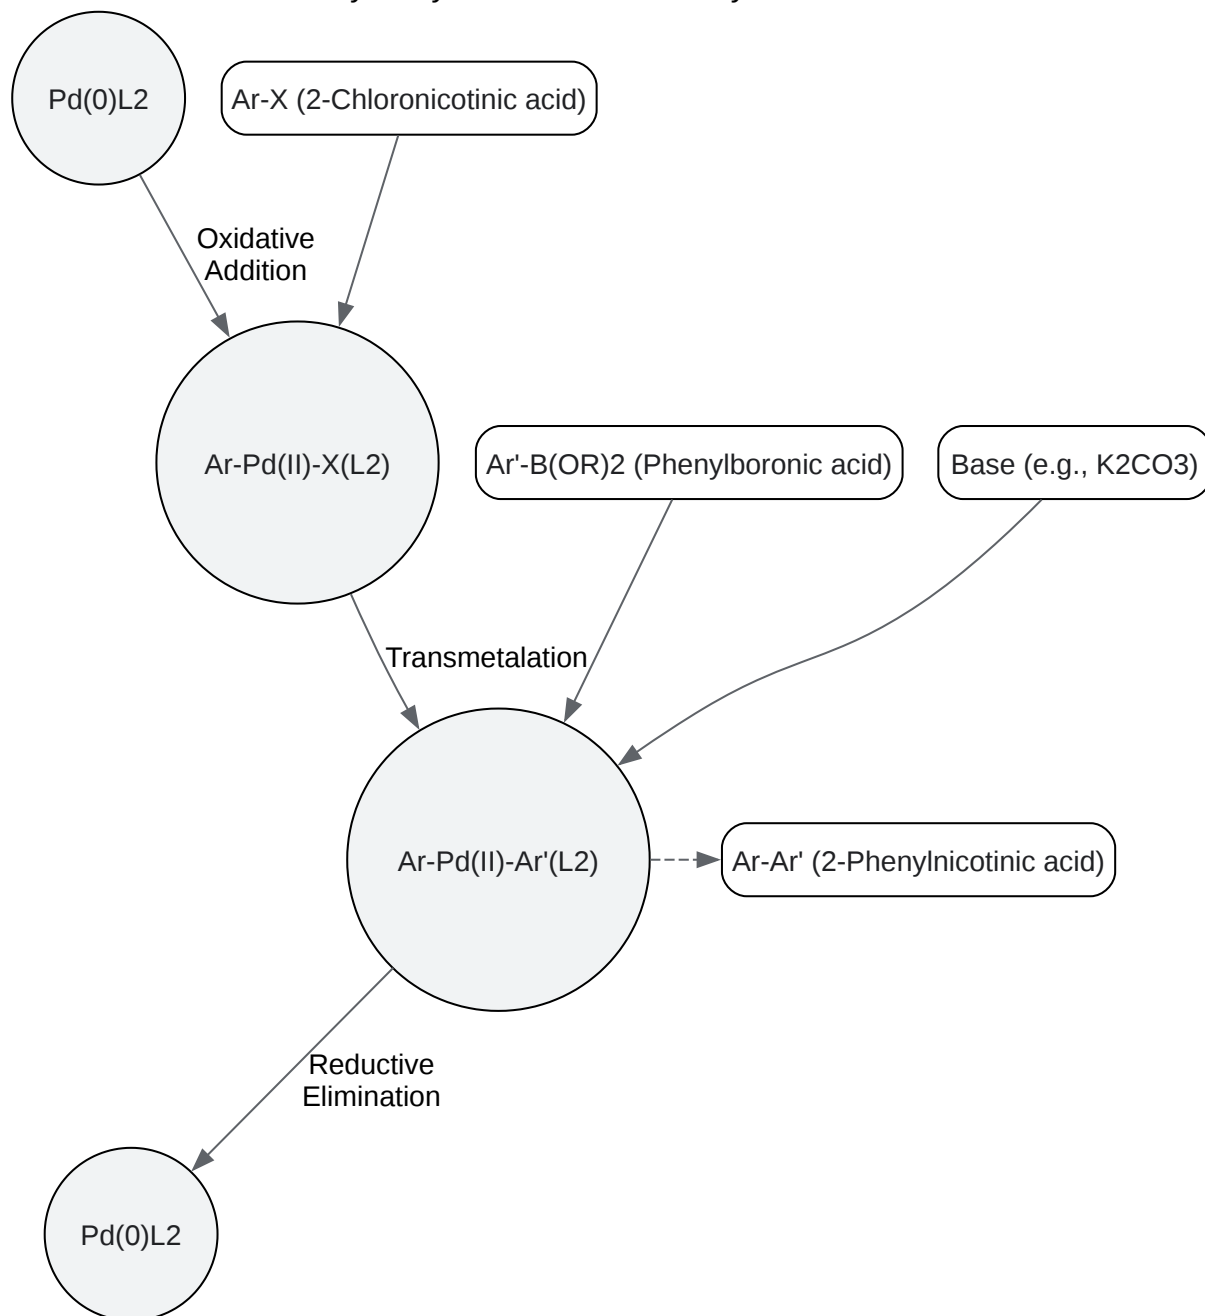 Pd(0)L2
Ar-X (2-Chloronicotinic acid)
Oxidative
Addition
Ar-Pd(II)-X(L2)
Ar'-B(OR)2 (Phenylboronic acid)
Base (e.g., K2CO3)
Transmetalation
Ar-Pd(II)-Ar'(L2)
Ar-Ar' (2-Phenylnicotinic acid)
Reductive
Elimination
Pd(0)L2